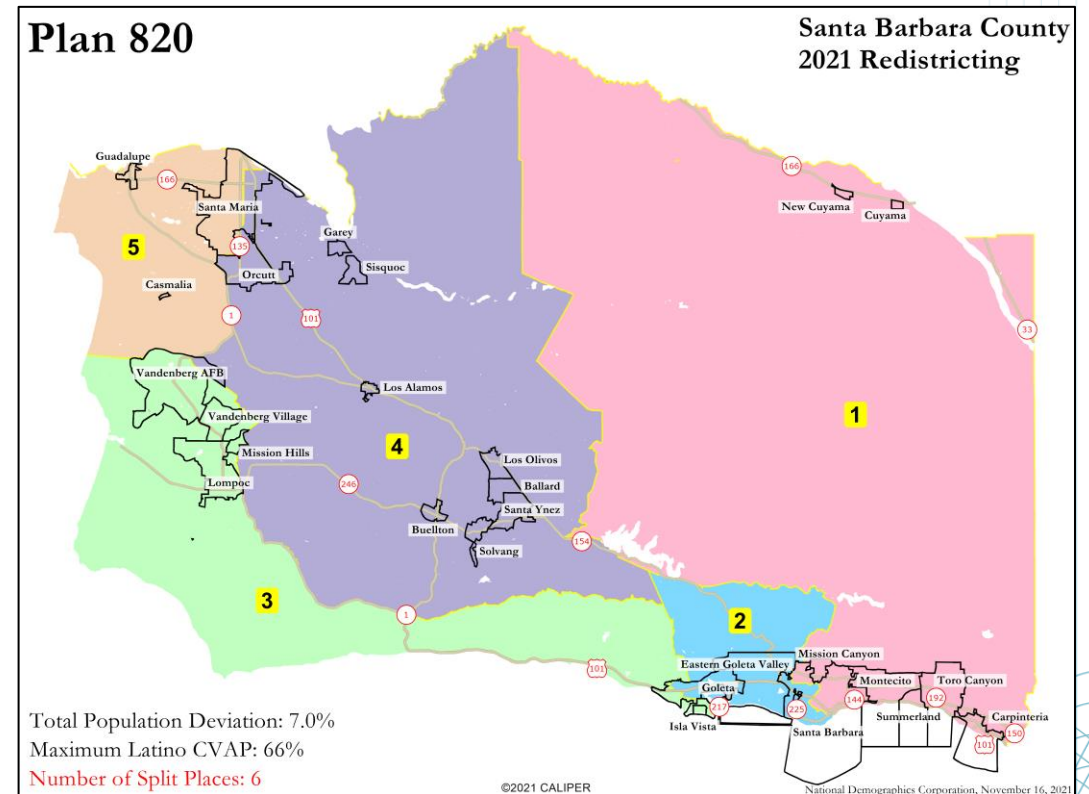 Plan 820
Santa Barbara County
2021 Redistricting
Guadalupe
166
166
Santa Maria
New Cuyama
Cuyama
Garey
5
135
Sisquoc
Orcutt
Casmalia
1
101
33
Vandenberg AFB
Los Alamos
Vandenberg Village
1
4
Mission Hills
Los Olivos
246
Lompoc
Ballard
Santa Ynez
Buellton
154
Solvang
3
1
2
Mission Canyon
Eastern Goleta Valley
101
Goleta
Montecito
Toro Canyon
217
225
144
192
Isla Vista
Summerland
Carpinteria
Santa Barbara
101
150
Total Population Deviation: 7.0%
Maximum Latino CVAP: 66%
Number of Split Places: 6
©2021 CALIPER
National Demographics Corporation, November 16, 2021